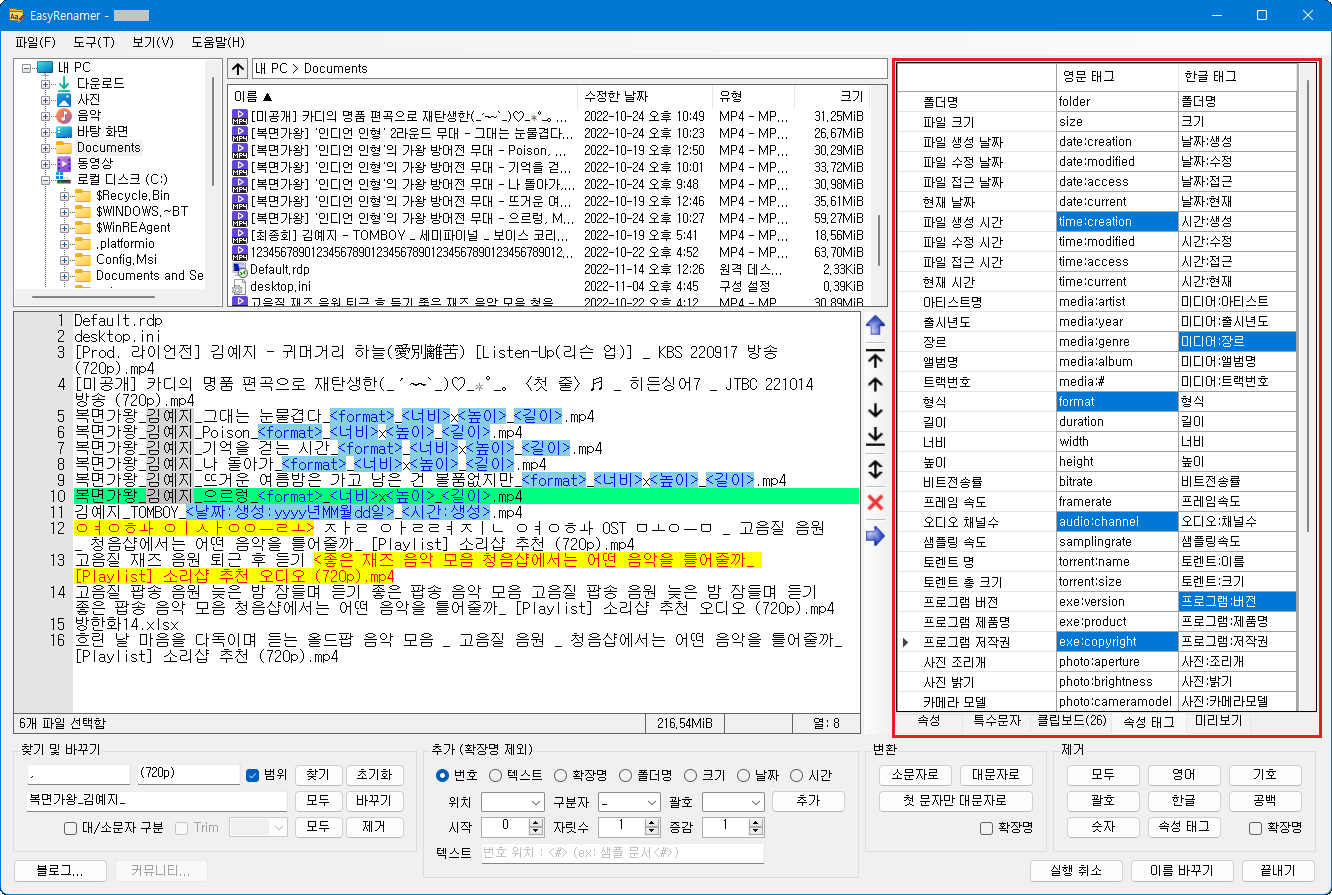 EasyRenamer -
파일(F) 도구(T) 보기(V) 도움말(H)
내 PC
다운로드
사진
음악
바탕 화면
Documents
동영상
로컬 디스크 (C:)
$Recycle.Bin
$WINDOWS.~BT
$WinREAgent
.platformio
Config.Msi
Documents and Se
내 PC > Documents
이름 ▲ 수정한 날짜 유형 크기
[미공개] 카디의 명품 편곡으로 재탄생한(_´~~`_)♡_*°_。 ... 2022-10-24 오후 10:49 MP4 - MP... 31.25MiB
[복면가왕] '인디언 인형' 2라운드 무대 - 그대는 눈물겹다... 2022-10-24 오후 10:23 MP4 - MP... 26.67MiB
[복면가왕] '인디언 인형'의 가왕 방어전 무대 - Poison, ... 2022-10-19 오후 12:50 MP4 - MP... 30.29MiB
[복면가왕] '인디언 인형'의 가왕 방어전 무대 - 기억을 걷... 2022-10-24 오후 10:01 MP4 - MP... 33.72MiB
[복면가왕] '인디언 인형'의 가왕 방어전 무대 - 나 돌아가... 2022-10-24 오후 9:48 MP4 - MP... 30.98MiB
[복면가왕] '인디언 인형'의 가왕 방어전 무대 - 뜨거운 여... 2022-10-19 오후 12:46 MP4 - MP... 35.61MiB
[복면가왕] '인디언 인형'의 가왕 방어전 무대 - 으르렁, M... 2022-10-24 오후 10:27 MP4 - MP... 59.27MiB
[최종회] 김예지 - TOMBOY _ 세미파이널 _ 보이스 코리... 2022-10-19 오후 5:41 MP4 - MP... 18.56MiB
123456789012345678901234567890123456789012... 2022-10-22 오후 4:52 MP4 - MP... 63.70MiB
Default.rdp 2022-11-14 오후 12:26 원격 데스... 2.33KiB
desktop.ini 2022-11-04 오후 4:45 구성 설정 0.39KiB
고음질 재즈 음원 퇴근 후 듣기 좋은 재즈 음악 모음 청음... 2022-10-22 오후 4:12 MP4 - MP... 30.89MiB
1 Default.rdp
2 desktop.ini
3 [Prod. 라이언전] 김예지 - 귀머거리 하늘(愛別離苦) [Listen-Up(리슨 업)] _ KBS 220917 방송
(720p).mp4
4 [미공개] 카디의 명품 편곡으로 재탄생한(_´~~`_)♡_*°_。〈첫 줄〉♬ _ 히든싱어7 _ JTBC 221014
방송 (720p).mp4
5 복면가왕_김예지_그대는 눈물겹다_<format>_<너비>x<높이>_<길이>.mp4
6 복면가왕_김예지_Poison_<format>_<너비>x<높이>_<길이>.mp4
7 복면가왕_김예지_기억을 걷는 시간_<format>_<너비>x<높이>_<길이>.mp4
8 복면가왕_김예지_나 돌아가_<format>_<너비>x<높이>_<길이>.mp4
9 복면가왕_김예지_뜨거운 여름밤은 가고 남은 건 볼품없지만_<format>_<너비>x<높이>_<길이>.mp4
10 복면가왕_김예지_으르렁_<format>_<너비>x<높이>_<길이>.mp4
11 김예지_TOMBOY_<날짜:생성:yyyy년MM월dd일>_<시간:생성>.mp4
12 ㅇㅕㅇㅎㅘ ㅇㅣㅅㅏㅇㅇㅡㄹㅗ> ㅈㅏㄹ ㅇㅏㄹㄹㅕㅈㅣㄴ ㅇㅕㅇㅎㅘ OST ㅁㅗㅇㅡㅁ _ 고음질 음원
_ 청음샵에서는 어떤 음악을 틀어줄까_ [Playlist] 소리샵 추천 (720p).mp4
13 고음질 재즈 음원 퇴근 후 듣기 <좋은 재즈 음악 모음 청음샵에서는 어떤 음악을 틀어줄까_
[Playlist] 소리샵 추천 오디오 (720p).mp4
14 고음질 팝송 음원 늦은 밤 잠들며 듣기 좋은 팝송 음악 모음 고음질 팝송 음원 늦은 밤 잠들며 듣기
좋은 팝송 음악 모음 청음샵에서는 어떤 음악을 틀어줄까_ [Playlist] 소리샵 추천 오디오 (720p).mp4
15 방한화14.xlsx
16 흐린 날 마음을 다독이며 듣는 올드팝 음악 모음 _ 고음질 음원 _ 청음샵에서는 어떤 음악을 틀어줄까_
[Playlist] 소리샵 추천 (720p).mp4
6개 파일 선택함 216.54MiB 열: 8
영문 태그 한글 태그
폴더명 folder 폴더명
파일 크기 size 크기
파일 생성 날짜 date:creation 날짜:생성
파일 수정 날짜 date:modified 날짜:수정
파일 접근 날짜 date:access 날짜:접근
현재 날짜 date:current 날짜:현재
파일 생성 시간 time:creation 시간:생성
파일 수정 시간 time:modified 시간:수정
파일 접근 시간 time:access 시간:접근
현재 시간 time:current 시간:현재
아티스트명 media:artist 미디어:아티스트
출시년도 media:year 미디어:출시년도
장르 media:genre 미디어:장르
앨범명 media:album 미디어:앨범명
트랙번호 media:# 미디어:트랙번호
형식 format 형식
길이 duration 길이
너비 width 너비
높이 height 높이
비트전송률 bitrate 비트전송률
프레임 속도 framerate 프레임속도
오디오 채널수 audio:channel 오디오:채널수
샘플링 속도 samplingrate 샘플링속도
토렌트 명 torrent:name 토렌트:이름
토렌트 총 크기 torrent:size 토렌트:크기
프로그램 버전 exe:version 프로그램:버전
프로그램 제품명 exe:product 프로그램:제품명
프로그램 저작권 exe:copyright 프로그램:저작권
사진 조리개 photo:aperture 사진:조리개
사진 밝기 photo:brightness 사진:밝기
카메라 모델 photo:cameramodel 사진:카메라모델
속성 특수문자 클립보드(26) 속성 태그 미리보기
찾기 및 바꾸기
. (720p) 범위 찾기 초기화
복면가왕_김예지_ 모두 바꾸기
대/소문자 구분 Trim 모두 제거
추가 (확장명 제외)
번호 텍스트 확장명 폴더명 크기 날짜 시간
위치 구분자 _ 괄호 추가
시작 0 자릿수 1 증감 1
텍스트 번호 위치 : <#> (ex: 샘플 문서<#>)
변환
소문자로 대문자로
첫 문자만 대문자로
확장명
제거
모두 영어 기호
괄호 한글 공백
숫자 속성 태그 확장명
블로그... 커뮤니티... 실행 취소 이름 바꾸기 끝내기